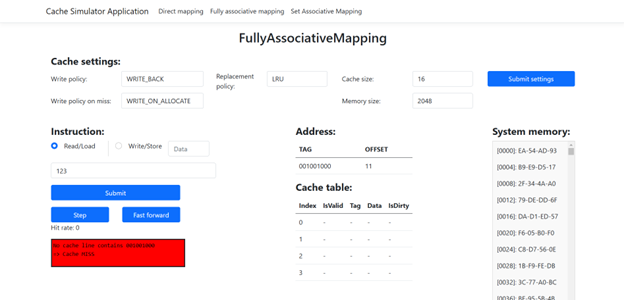 Cache Simulator Application Direct mapping Fully associative mapping Set Associative Mapping
FullyAssociativeMapping
Cache settings:
Write policy: WRITE_BACK Replacement policy: LRU Cache size: 16 Submit settings
Write policy on miss: WRITE_ON_ALLOCATE Memory size: 2048
Instruction:
Read/Load Write/Store Data
123
Submit
Step Fast forward
Hit rate: 0
No cache line contains 001001000
=> Cache MISS
Address:
TAG OFFSET
001001000 11
Cache table:
Index IsValid Tag Data IsDirty
0 - - - -
1 - - - -
2 - - - -
3 - - - -
System memory:
[0000]: EA-54-AD-93
[0004]: B9-E9-D5-17
[0008]: 2F-34-4A-A0
[0012]: 79-DE-DD-6F
[0016]: DA-D1-ED-57
[0020]: F6-05-B0-F0
[0024]: C8-D7-56-0E
[0028]: 1B-F9-FE-DB
[0032]: 3C-77-A0-BC
[0036]: BE-95-5B-4B